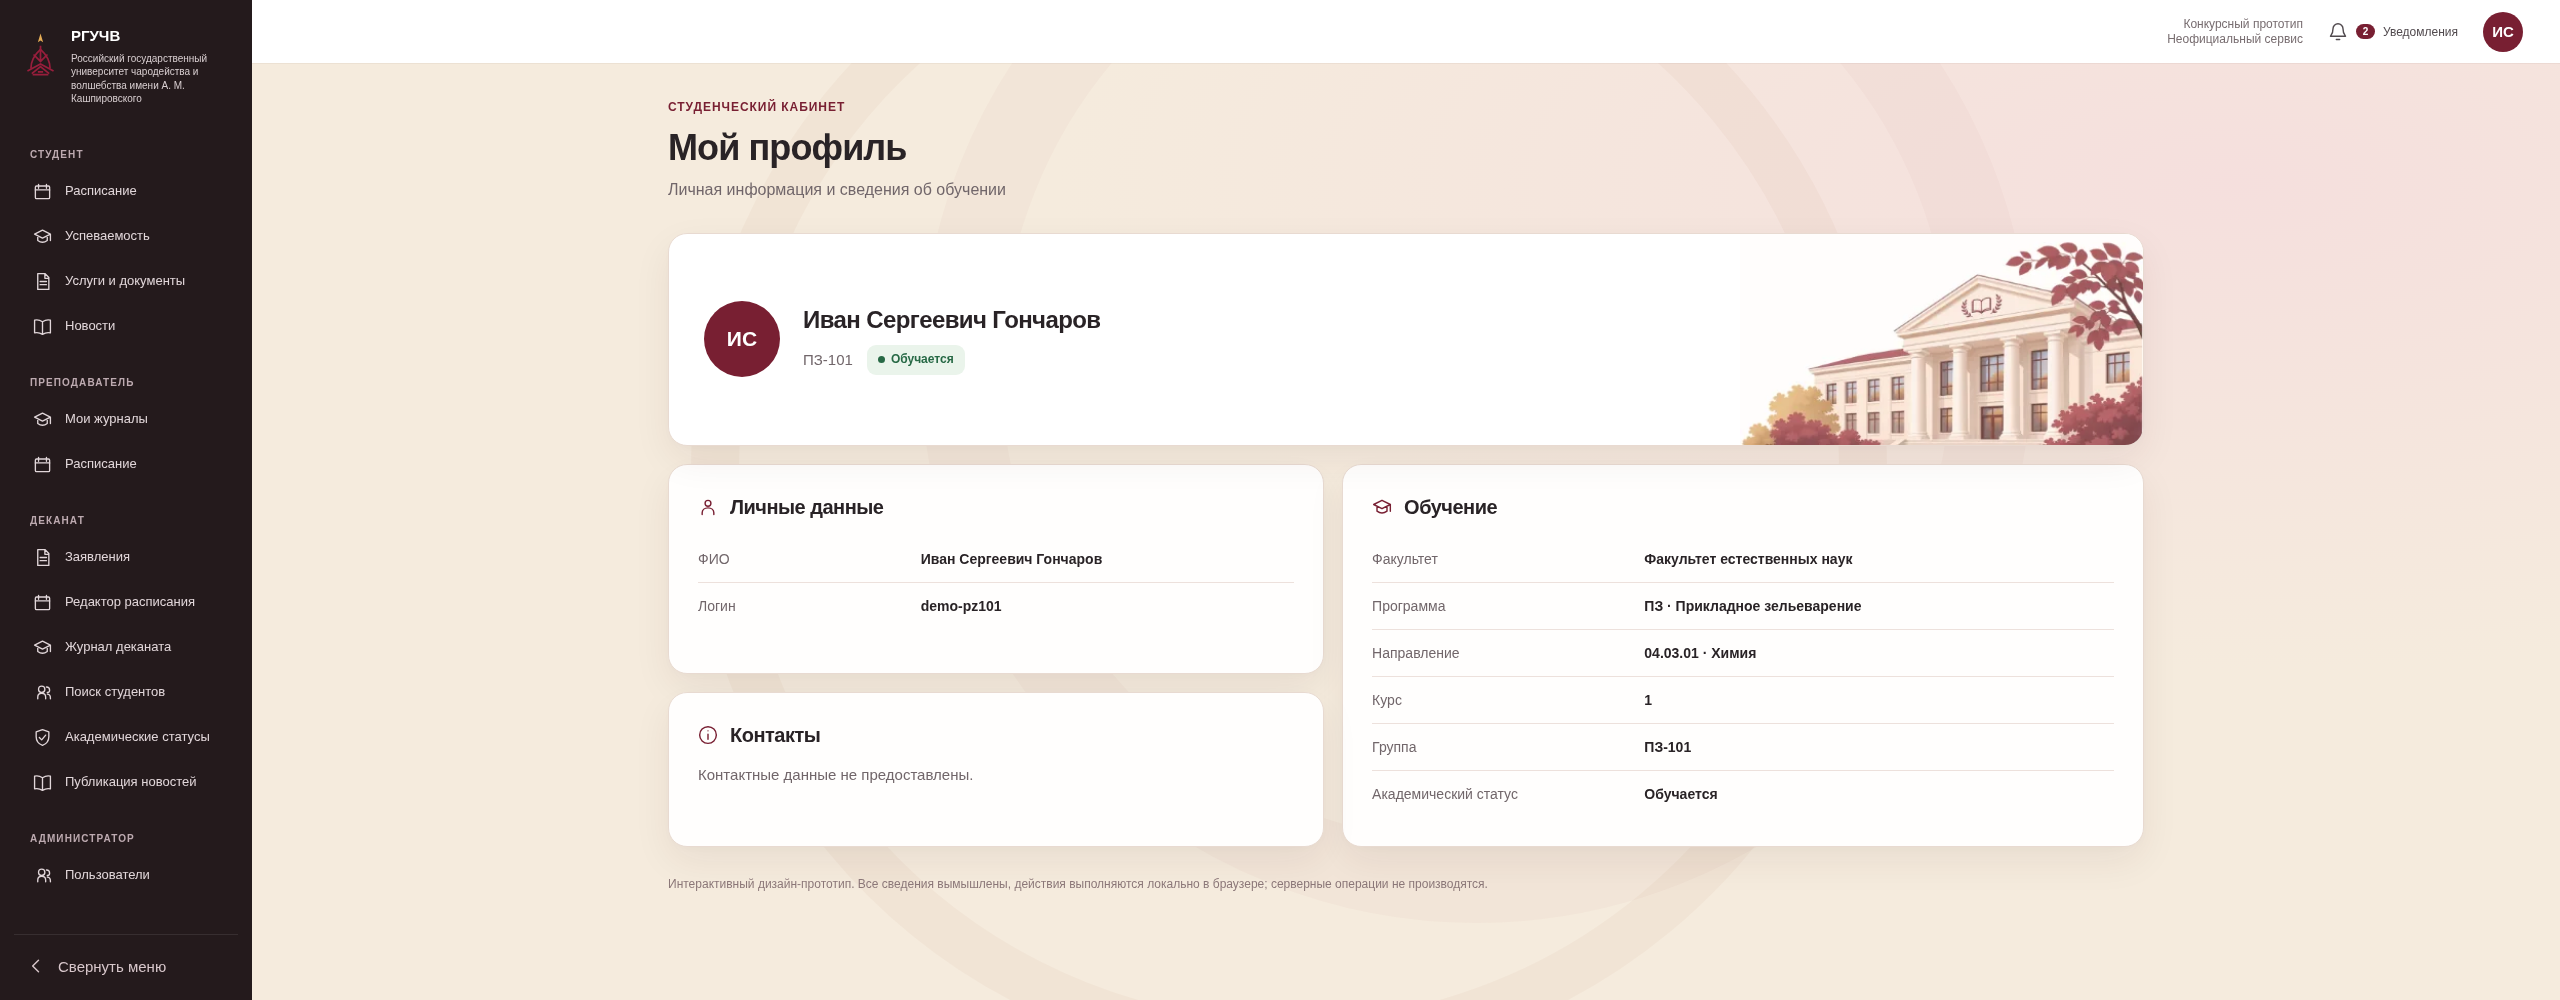 РГУЧВ
Российский государственный
университет чародейства и
волшебства имени А. М.
Кашпировского
СТУДЕНТ
Расписание
Успеваемость
Услуги и документы
Новости
ПРЕПОДАВАТЕЛЬ
Мои журналы
Расписание
ДЕКАНАТ
Заявления
Редактор расписания
Журнал деканата
Поиск студентов
Академические статусы
Публикация новостей
АДМИНИСТРАТОР
Пользователи
Свернуть меню
Конкурсный прототип
Неофициальный сервис
2 Уведомления
ИС
СТУДЕНЧЕСКИЙ КАБИНЕТ
Мой профиль
Личная информация и сведения об обучении
ИС
Иван Сергеевич Гончаров
ПЗ-101 Обучается
Личные данные
ФИО Иван Сергеевич Гончаров
Логин demo-pz101
Контакты
Контактные данные не предоставлены.
Обучение
Факультет Факультет естественных наук
Программа ПЗ · Прикладное зельеварение
Направление 04.03.01 · Химия
Курс 1
Группа ПЗ-101
Академический статус Обучается
Интерактивный дизайн-прототип. Все сведения вымышлены, действия выполняются локально в браузере; серверные операции не производятся.